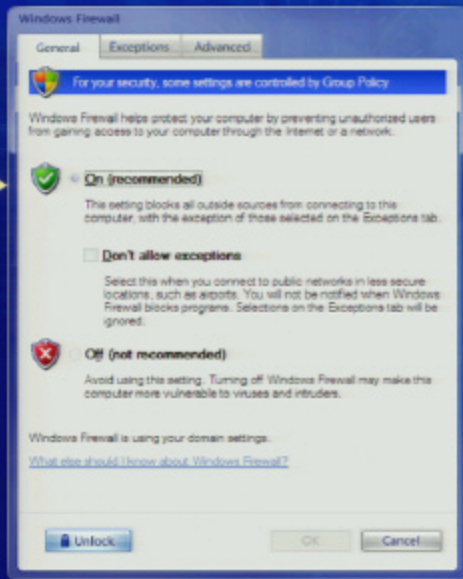 Windows Firewall
General Exceptions Advanced
For your security, some settings are controlled by Group Policy
Windows Firewall helps protect your computer by preventing unauthorized users
from gaining access to your computer through the Internet or a network.
On (recommended)
This setting blocks all outside sources from connecting to this
computer, with the exception of those selected on the Exceptions tab.
Don't allow exceptions
Select this when you connect to public networks in less secure
locations, such as airports. You will not be notified when Windows
Firewall blocks programs. Selections on the Exceptions tab will be
ignored.
Off (not recommended)
Avoid using this setting. Turning off Windows Firewall may make this
computer more vulnerable to viruses and intruders.
Windows Firewall is using your domain settings.
What else should I know about Windows Firewall?
Unlock OK Cancel